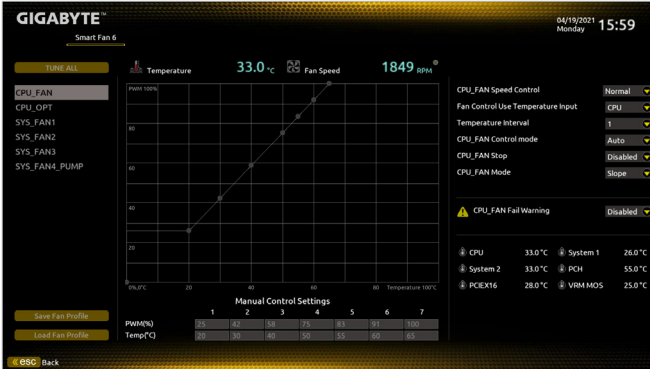 GIGABYTE™
Smart Fan 6
04/19/2021
Monday
15:59
TUNE ALL
CPU_FAN
CPU_OPT
SYS_FAN1
SYS_FAN2
SYS_FAN3
SYS_FAN4_PUMP
Save Fan Profile
Load Fan Profile
Temperature 33.0 °C Fan Speed 1849 RPM
PWM 100%
80
60
40
20
0%,0°C 20 40 60 80 Temperature 100°C
Manual Control Settings
1 2 3 4 5 6 7
PWM(%) 25 42 58 75 83 91 100
Temp(°C) 20 30 40 50 55 60 65
CPU_FAN Speed Control Normal
Fan Control Use Temperature Input CPU
Temperature Interval 1
CPU_FAN Control mode Auto
CPU_FAN Stop Disabled
CPU_FAN Mode Slope
CPU_FAN Fail Warning Disabled
CPU 33.0°C System 1 26.0°C
System 2 33.0°C PCH 55.0°C
PCIEX16 28.0°C VRM MOS 25.0°C
esc Back